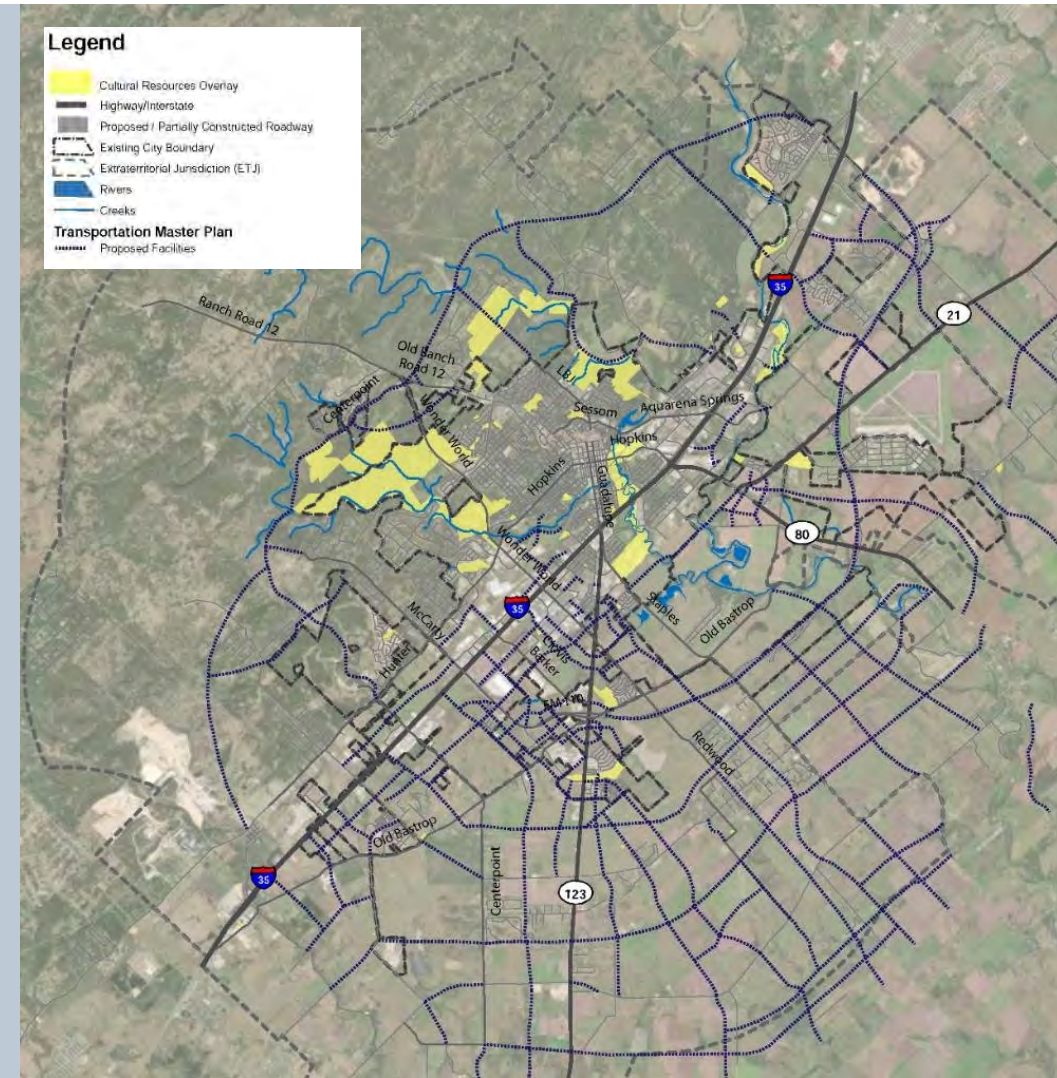 Legend
Cultural Resources Overlay
Highway/Interstate
Proposed / Partially Constructed Roadway
Existing City Boundary
Extraterritorial Jurisdiction (ETJ)
Rivers
Creeks
Transportation Master Plan
Proposed Facilities
35
21
Ranch Road 12
Old Ranch
Road 12
LBJ
Centerpoint
Wonder World
Sessom
Aquarena Springs
Hopkins
Hopkins
Guadalupe
80
Wonder World
35
Staples
Old Bastrop
McCarty
Hunter
Clovis
Barker
Redwood
Old Bastrop
35
Centerpoint
123